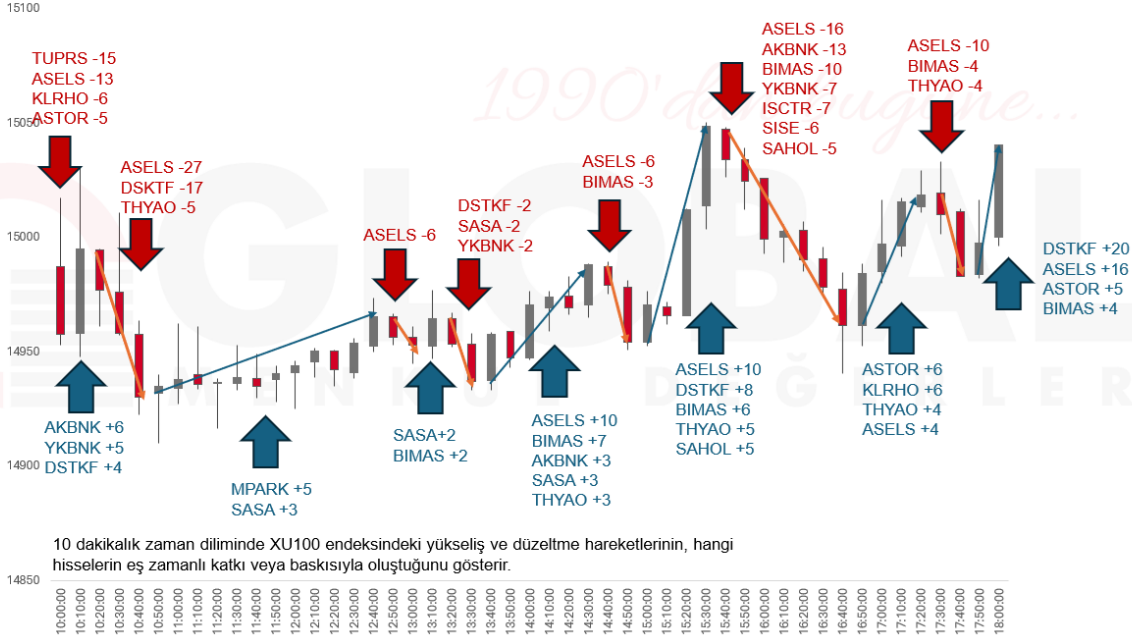 15100
15050
15000
14950
14900
14850
1990'dan bugüne...
GLOBAL
MENKUL DEĞERLER
TUPRS -15
ASELS -13
KLRHO -6
ASTOR -5
AKBNK +6
YKBNK +5
DSTKF +4
ASELS -27
DSKTF -17
THYAO -5
MPARK +5
SASA +3
ASELS -6
SASA+2
BIMAS +2
DSTKF -2
SASA -2
YKBNK -2
ASELS +10
BIMAS +7
AKBNK +3
SASA +3
THYAO +3
ASELS -6
BIMAS -3
ASELS +10
DSTKF +8
BIMAS +6
THYAO +5
SAHOL +5
ASELS -16
AKBNK -13
BIMAS -10
YKBNK -7
ISCTR -7
SISE -6
SAHOL -5
ASTOR +6
KLRHO +6
THYAO +4
ASELS +4
ASELS -10
BIMAS -4
THYAO -4
DSTKF +20
ASELS +16
ASTOR +5
BIMAS +4
10 dakikalık zaman diliminde XU100 endeksindeki yükseliş ve düzeltme hareketlerinin, hangi
hisselerin eş zamanlı katkı veya baskısıyla oluştuğunu gösterir.
10:00:00
10:10:00
10:20:00
10:30:00
10:40:00
10:50:00
11:00:00
11:10:00
11:20:00
11:30:00
11:40:00
11:50:00
12:00:00
12:10:00
12:20:00
12:30:00
12:40:00
12:50:00
13:00:00
13:10:00
13:20:00
13:30:00
13:40:00
13:50:00
14:00:00
14:10:00
14:20:00
14:30:00
14:40:00
14:50:00
15:00:00
15:10:00
15:20:00
15:30:00
15:40:00
15:50:00
16:00:00
16:10:00
16:20:00
16:30:00
16:40:00
16:50:00
17:00:00
17:10:00
17:20:00
17:30:00
17:40:00
17:50:00
18:00:00